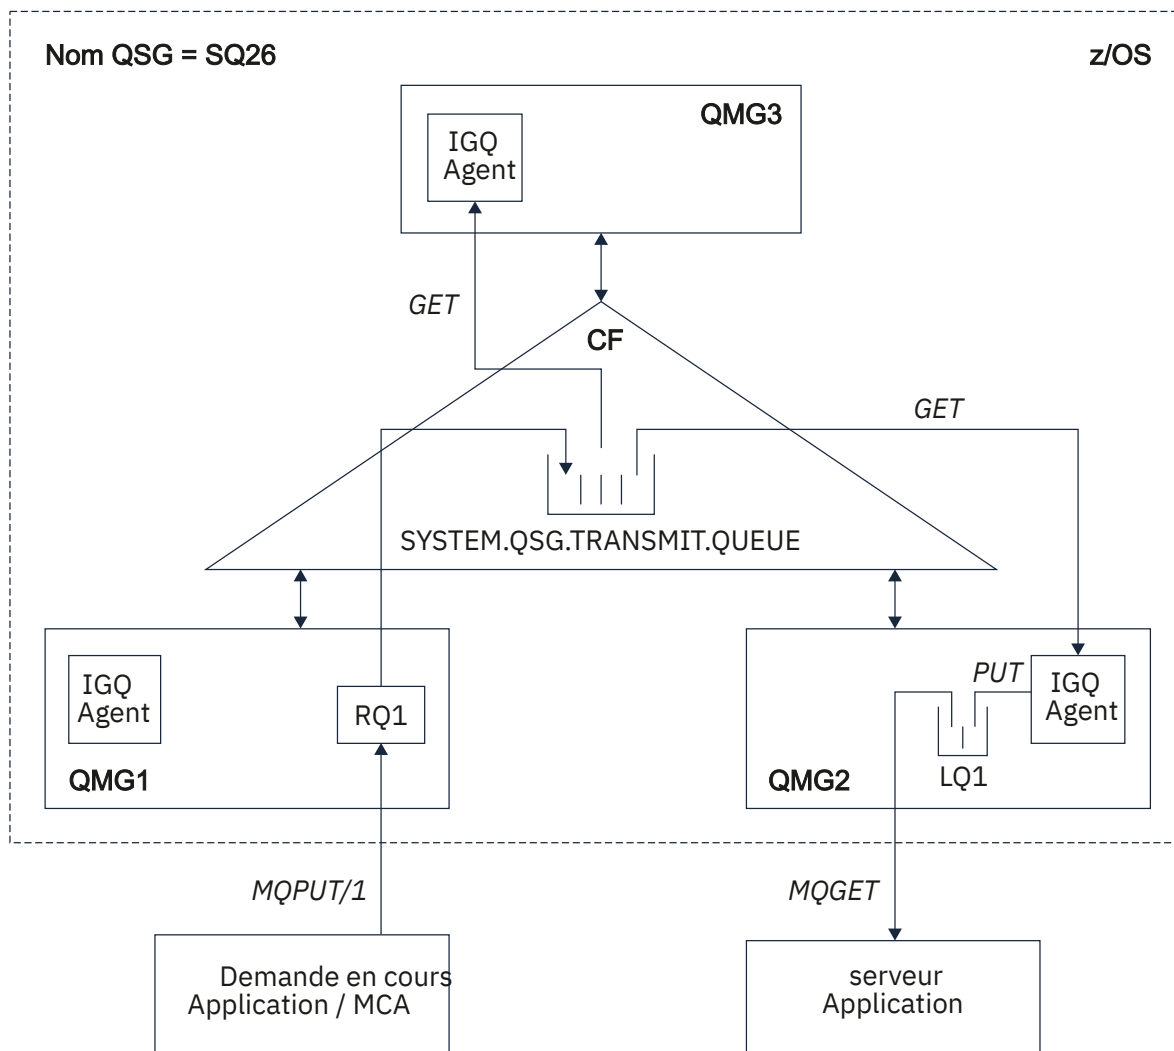 Nom QSG = SQ26
z/OS
QMG3
IGQ
Agent
GET
CF
GET
SYSTEM.QSG.TRANSMIT.QUEUE
IGQ
Agent
RQ1
QMG1
PUT
IGQ
Agent
LQ1
QMG2
MQPUT/1
MQGET
Demande en cours
Application / MCA
serveur
Application